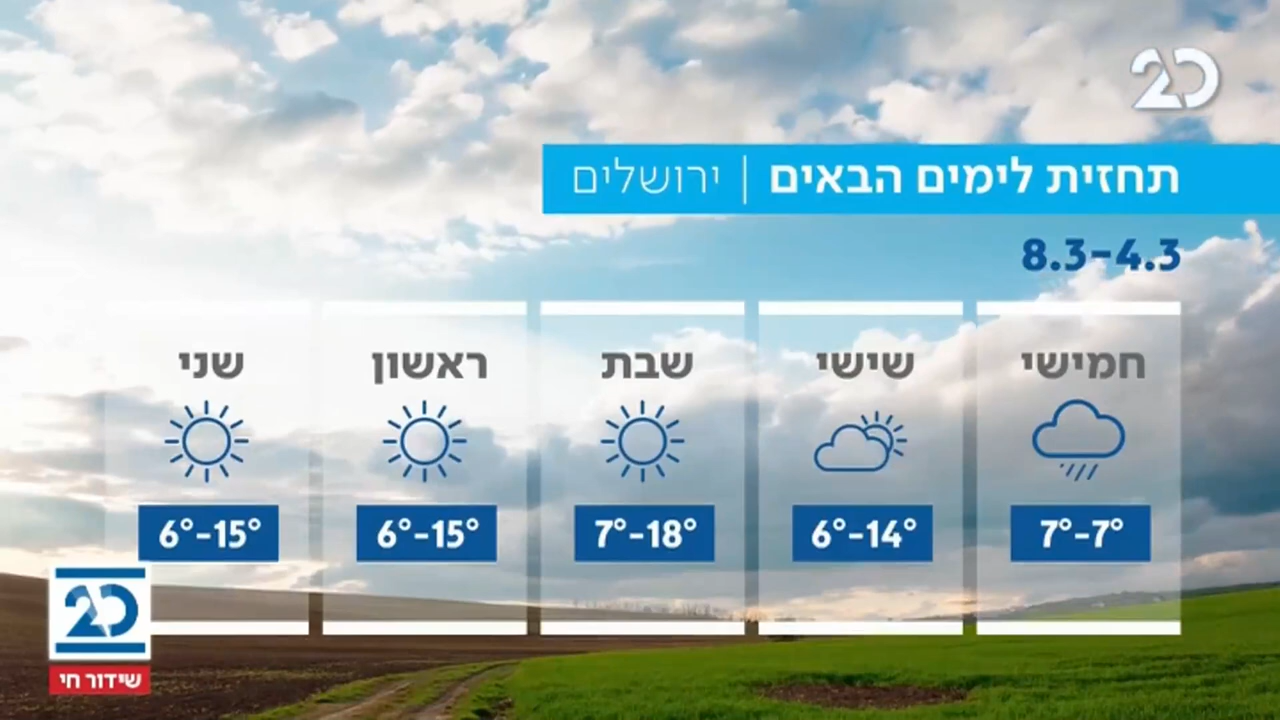 20
תחזית לימים הבאים | ירושלים
8.3-4.3
חמישי
7°-7°
שישי
6°-14°
שבת
7°-18°
ראשון
6°-15°
שני
6°-15°
20
שידור חי